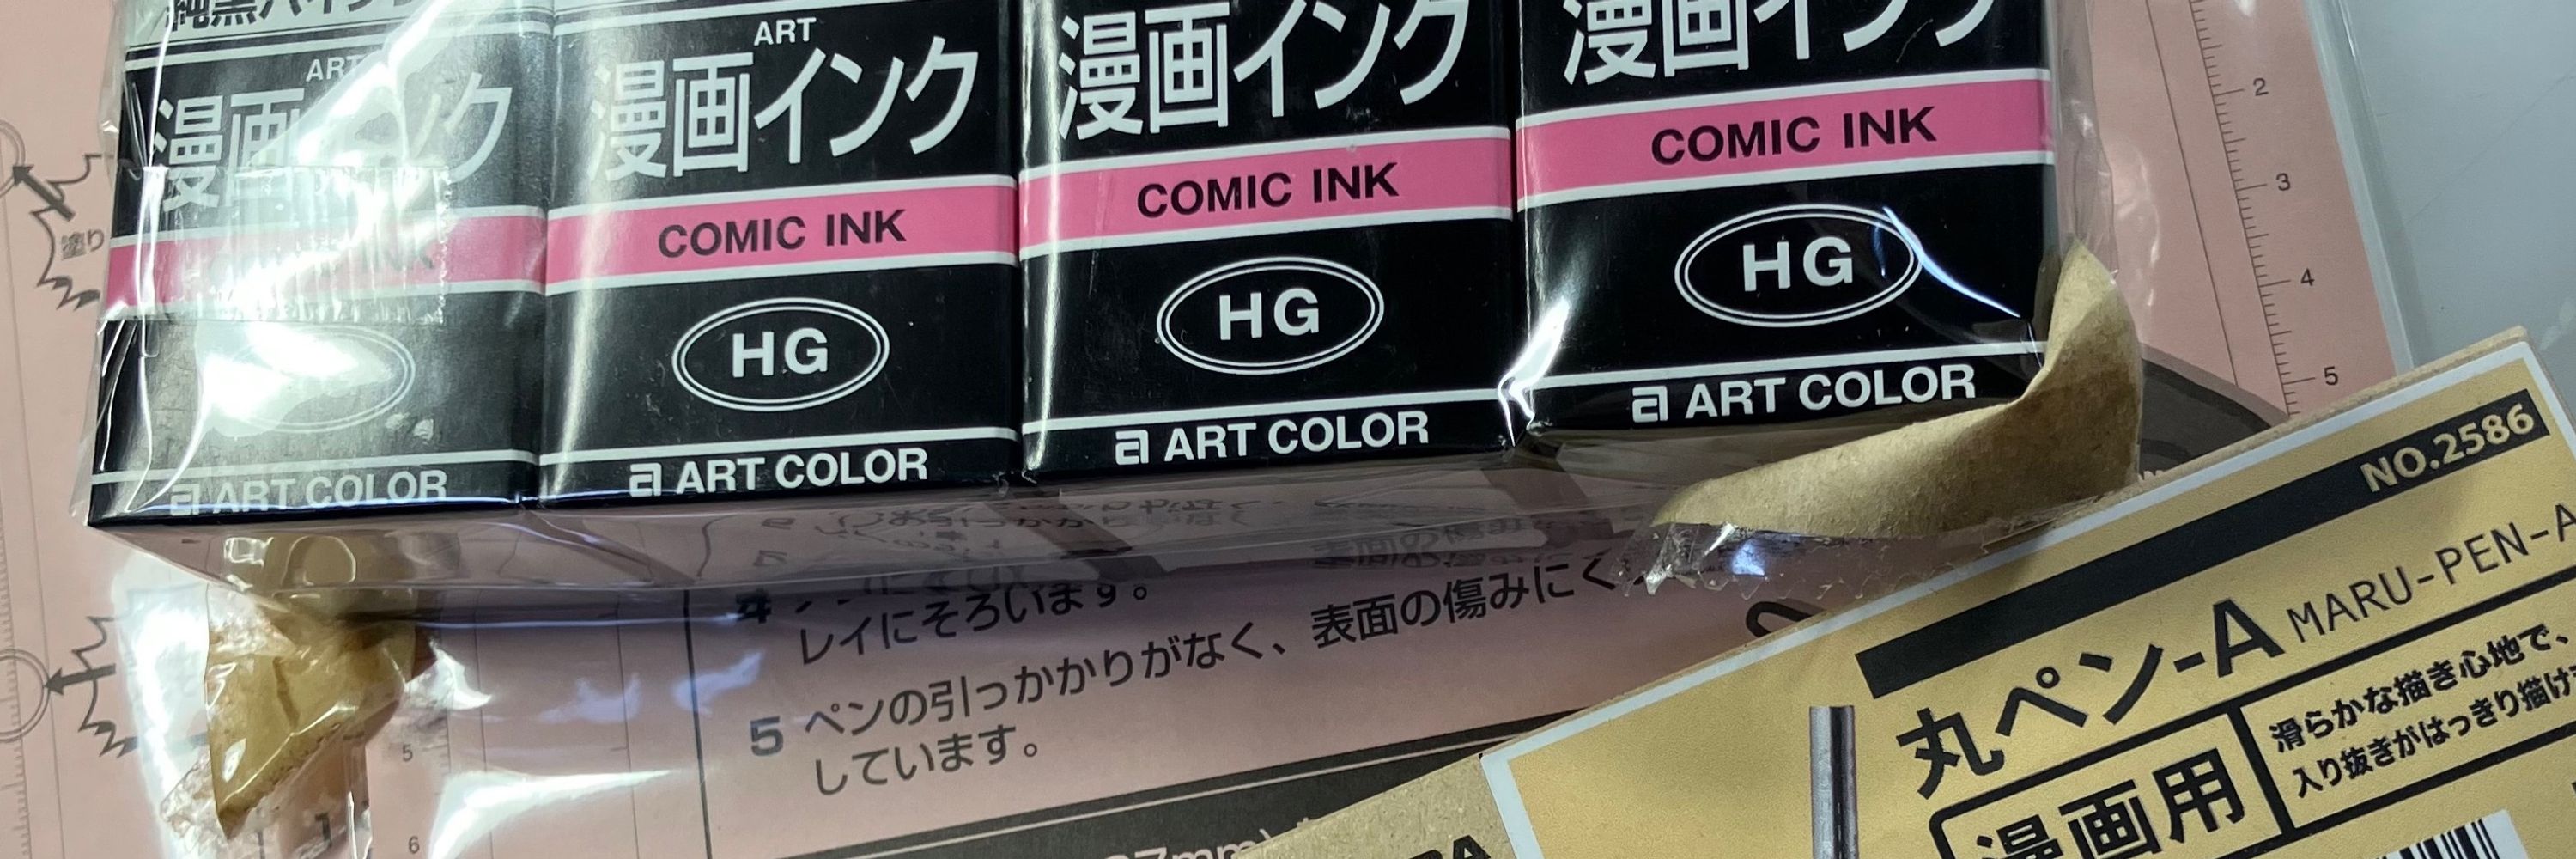 ART
漫画インク
ART COLOR
ART
漫画インク
COMIC INK
HG
ART COLOR
漫画インク
COMIC INK
HG
ART COLOR
漫画インク
COMIC INK
HG
ART COLOR
塗り
2
3
4
5
レイにそろいます。
表面の傷みにく
5 ペンの引っかかりがなく、
しています。
5
6
NO.2586
丸ペン-A MARU-PEN-A
漫画用
滑らかな描き心地で、
入り抜きがはっきり描け